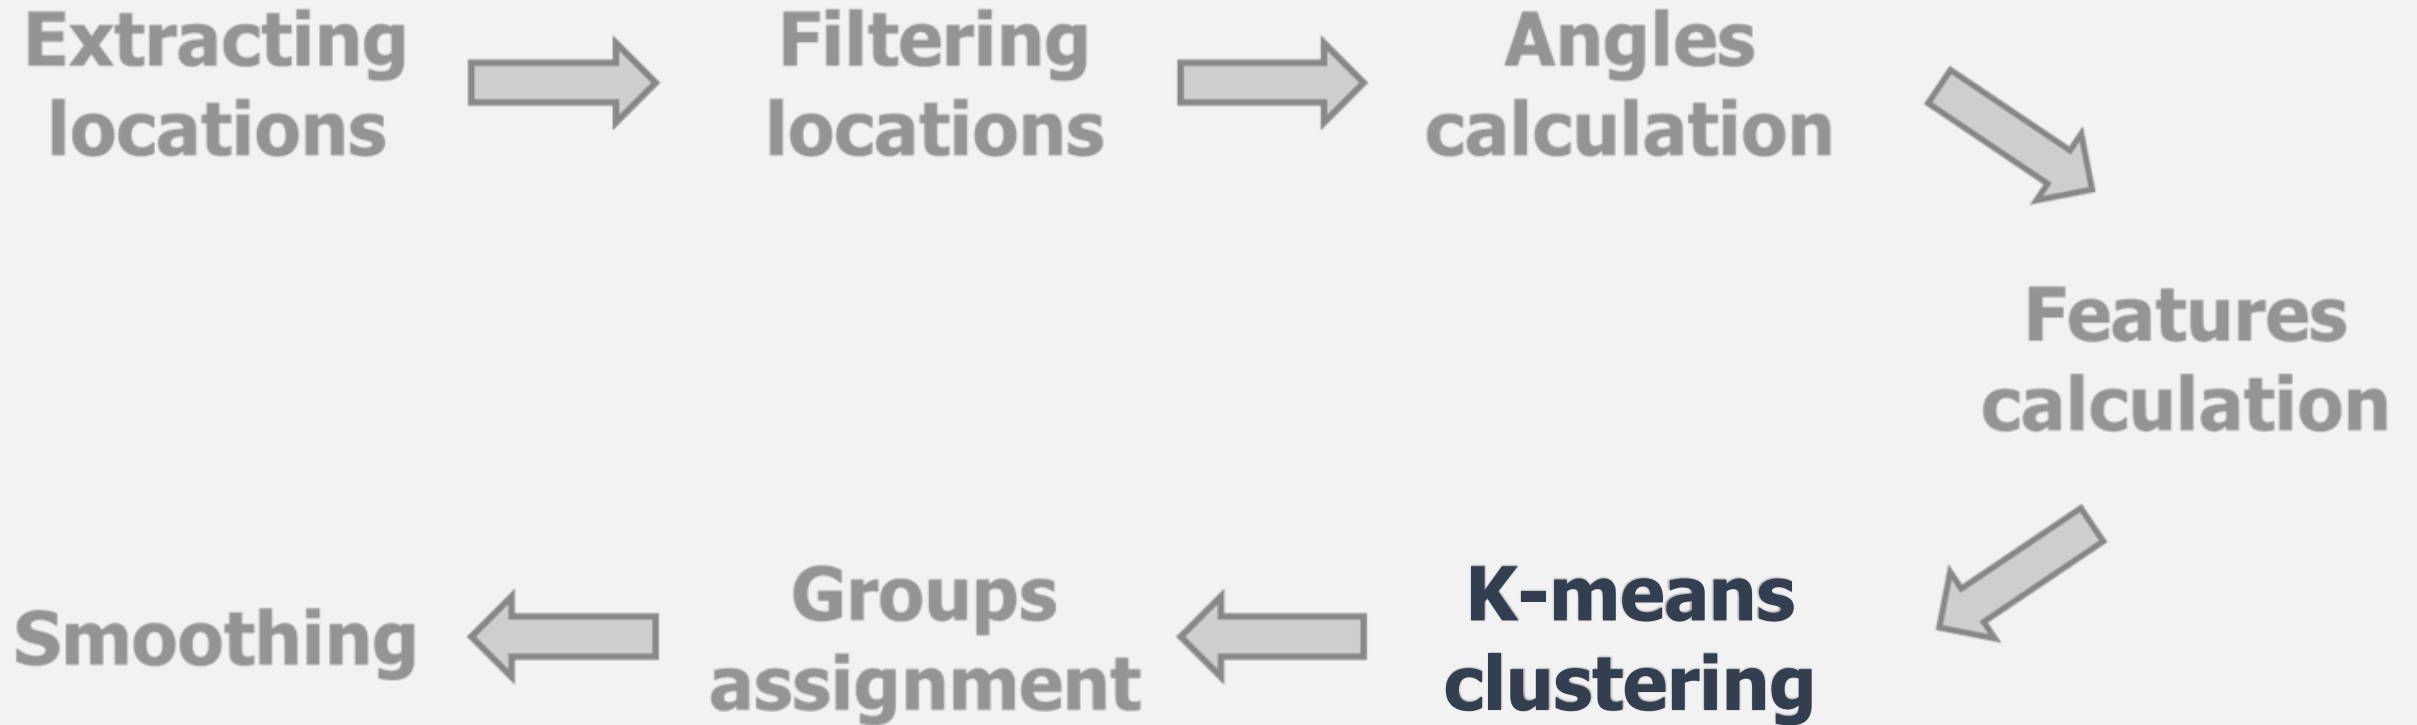 Extracting
locations
Filtering
locations
Angles
calculation
Features
calculation
K-means
clustering
Groups
assignment
Smoothing